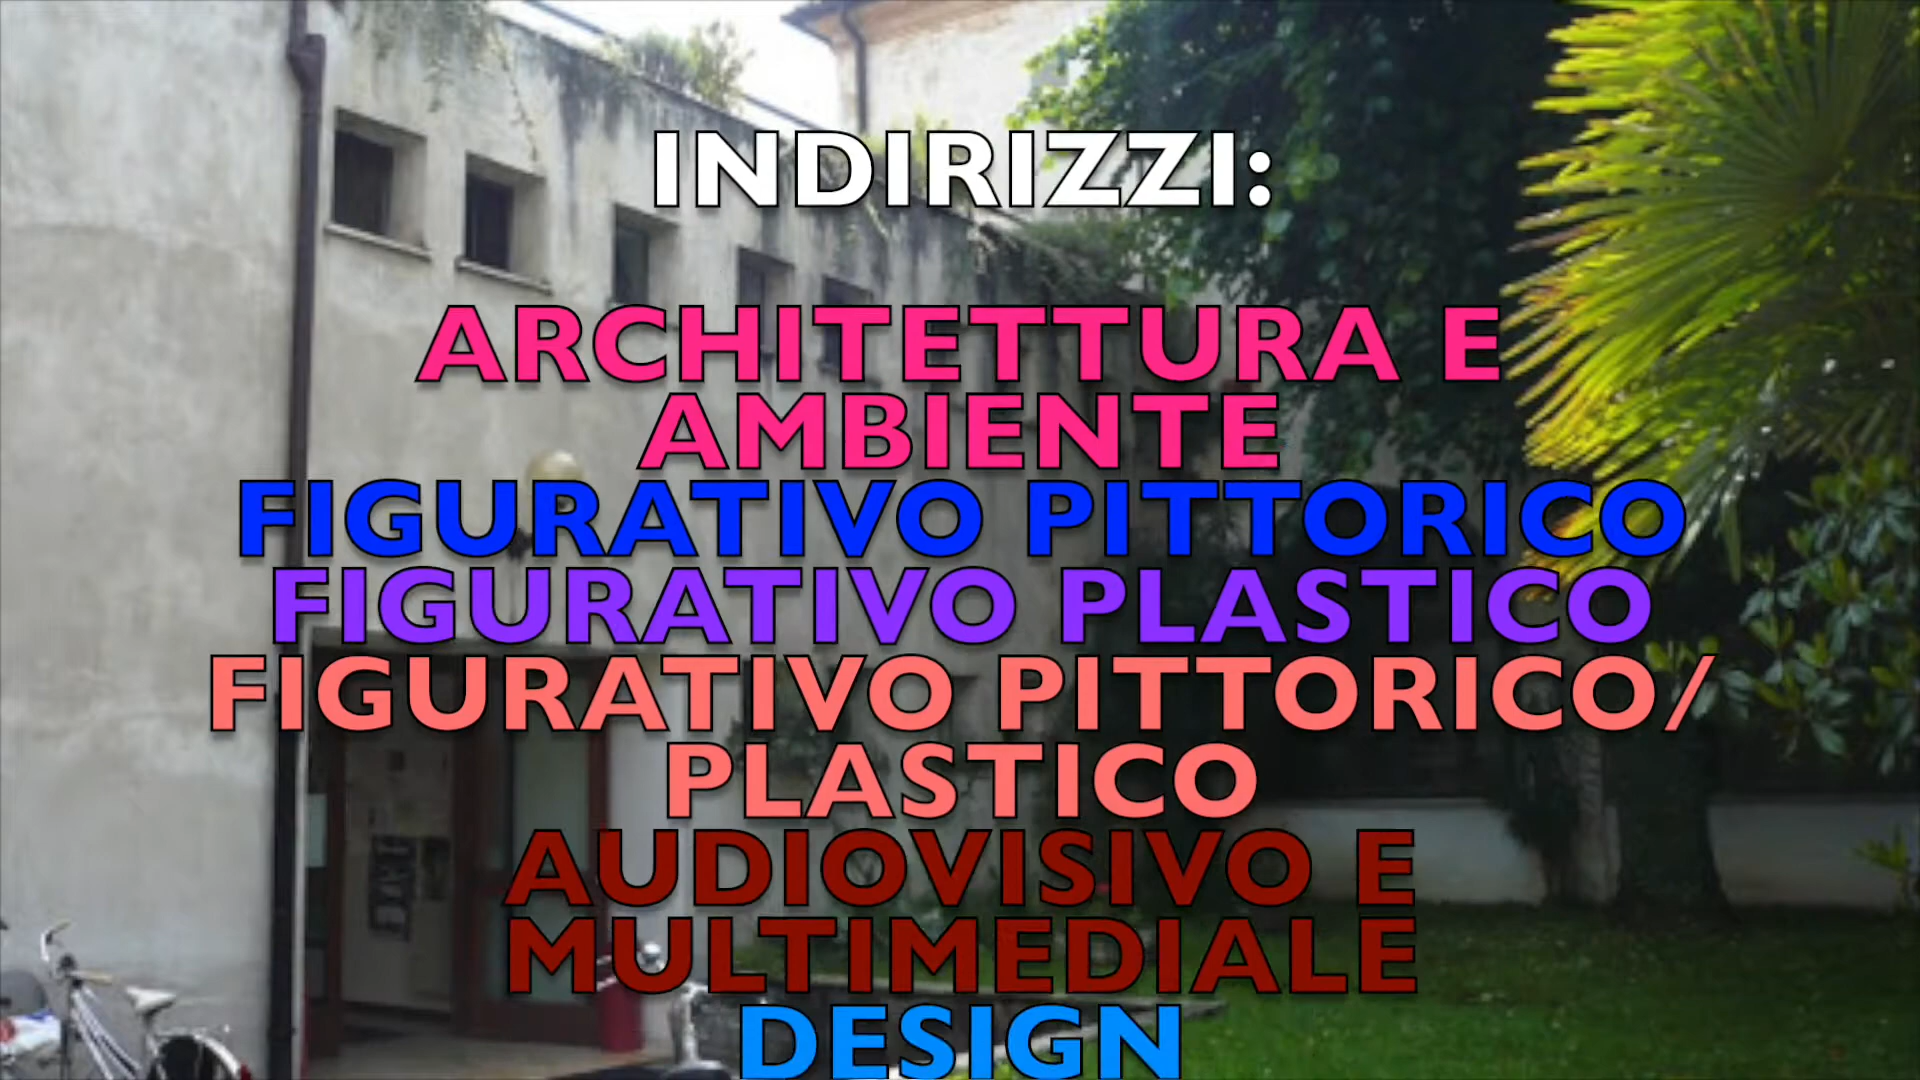 INDIRIZZI:
ARCHITETTURA E
AMBIENTE
FIGURATIVO PITTORICO
FIGURATIVO PLASTICO
FIGURATIVO PITTORICO/
PLASTICO
AUDIOVISIVO E
MULTIMEDIALE
DESIGN